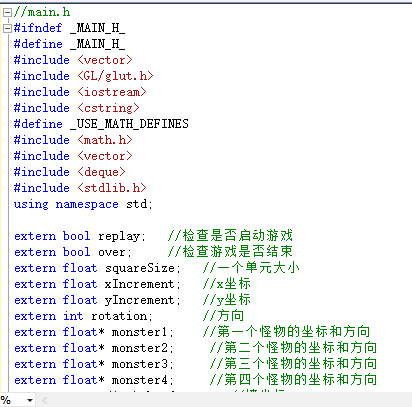 //main.h
#ifndef _MAIN_H_
#define _MAIN_H_
#include <vector>
#include <GL/glut.h>
#include <iostream>
#include <cstring>
#define _USE_MATH_DEFINES
#include <math.h>
#include <vector>
#include <deque>
#include <stdlib.h>
using namespace std;
extern bool replay; //检查是否启动游戏
extern bool over; //检查游戏是否结束
extern float squareSize; //一个单元大小
extern float xIncrement; //x坐标
extern float yIncrement; //y坐标
extern int rotation; //方向
extern float* monster1; //第一个怪物的坐标和方向
extern float* monster2; //第二个怪物的坐标和方向
extern float* monster3; //第三个怪物的坐标和方向
extern float* monster4; //第四个怪物的坐标和方向
%